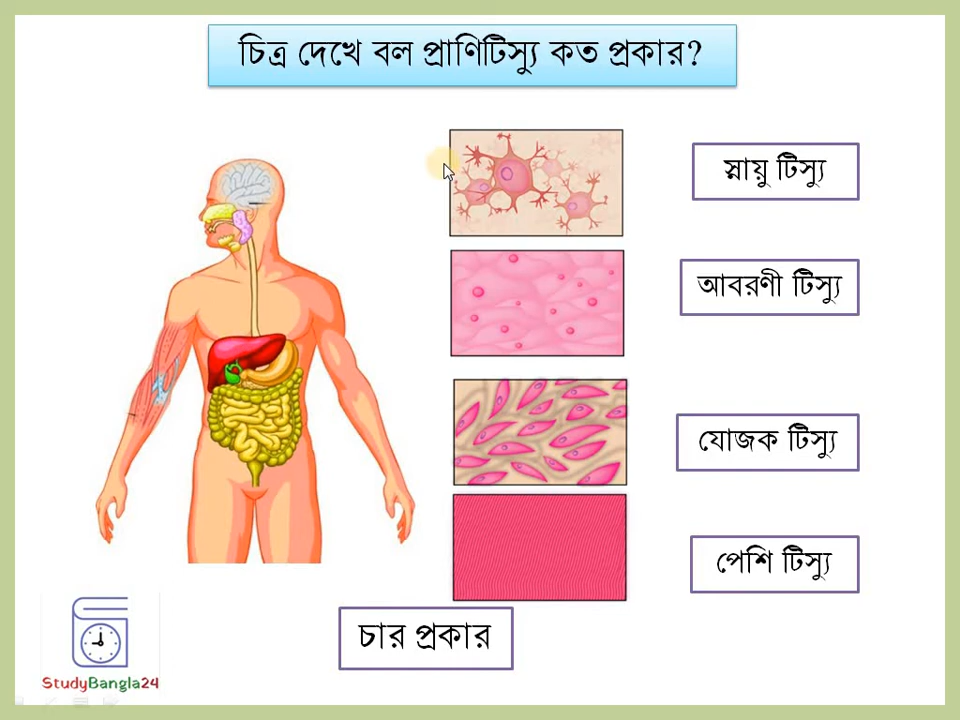 চিত্র দেখে বল প্রাণিটিস্যু কত প্রকার?
স্নায়ু টিস্যু
আবরণী টিস্যু
যোজক টিস্যু
পেশি টিস্যু
চার প্রকার
StudyBangla24